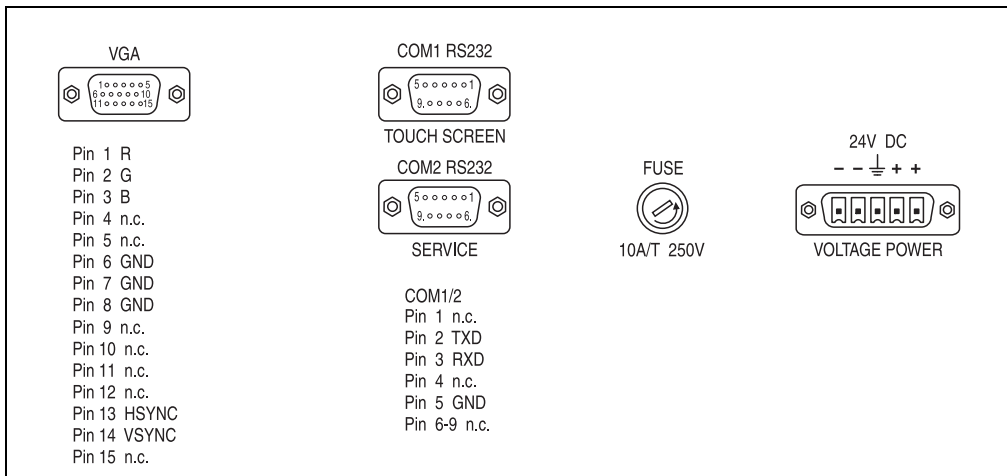 VGA
1 5
6 10
11 15
Pin 1 R
Pin 2 G
Pin 3 B
Pin 4 n.c.
Pin 5 n.c.
Pin 6 GND
Pin 7 GND
Pin 8 GND
Pin 9 n.c.
Pin 10 n.c.
Pin 11 n.c.
Pin 12 n.c.
Pin 13 HSYNC
Pin 14 VSYNC
Pin 15 n.c.
COM1 RS232
5 1
9. 6.
TOUCH SCREEN
COM2 RS232
5 1
9. 6.
SERVICE
COM1/2
Pin 1 n.c.
Pin 2 TXD
Pin 3 RXD
Pin 4 n.c.
Pin 5 GND
Pin 6-9 n.c.
FUSE
10A/T 250V
24V DC
– – ⏚ + +
VOLTAGE POWER